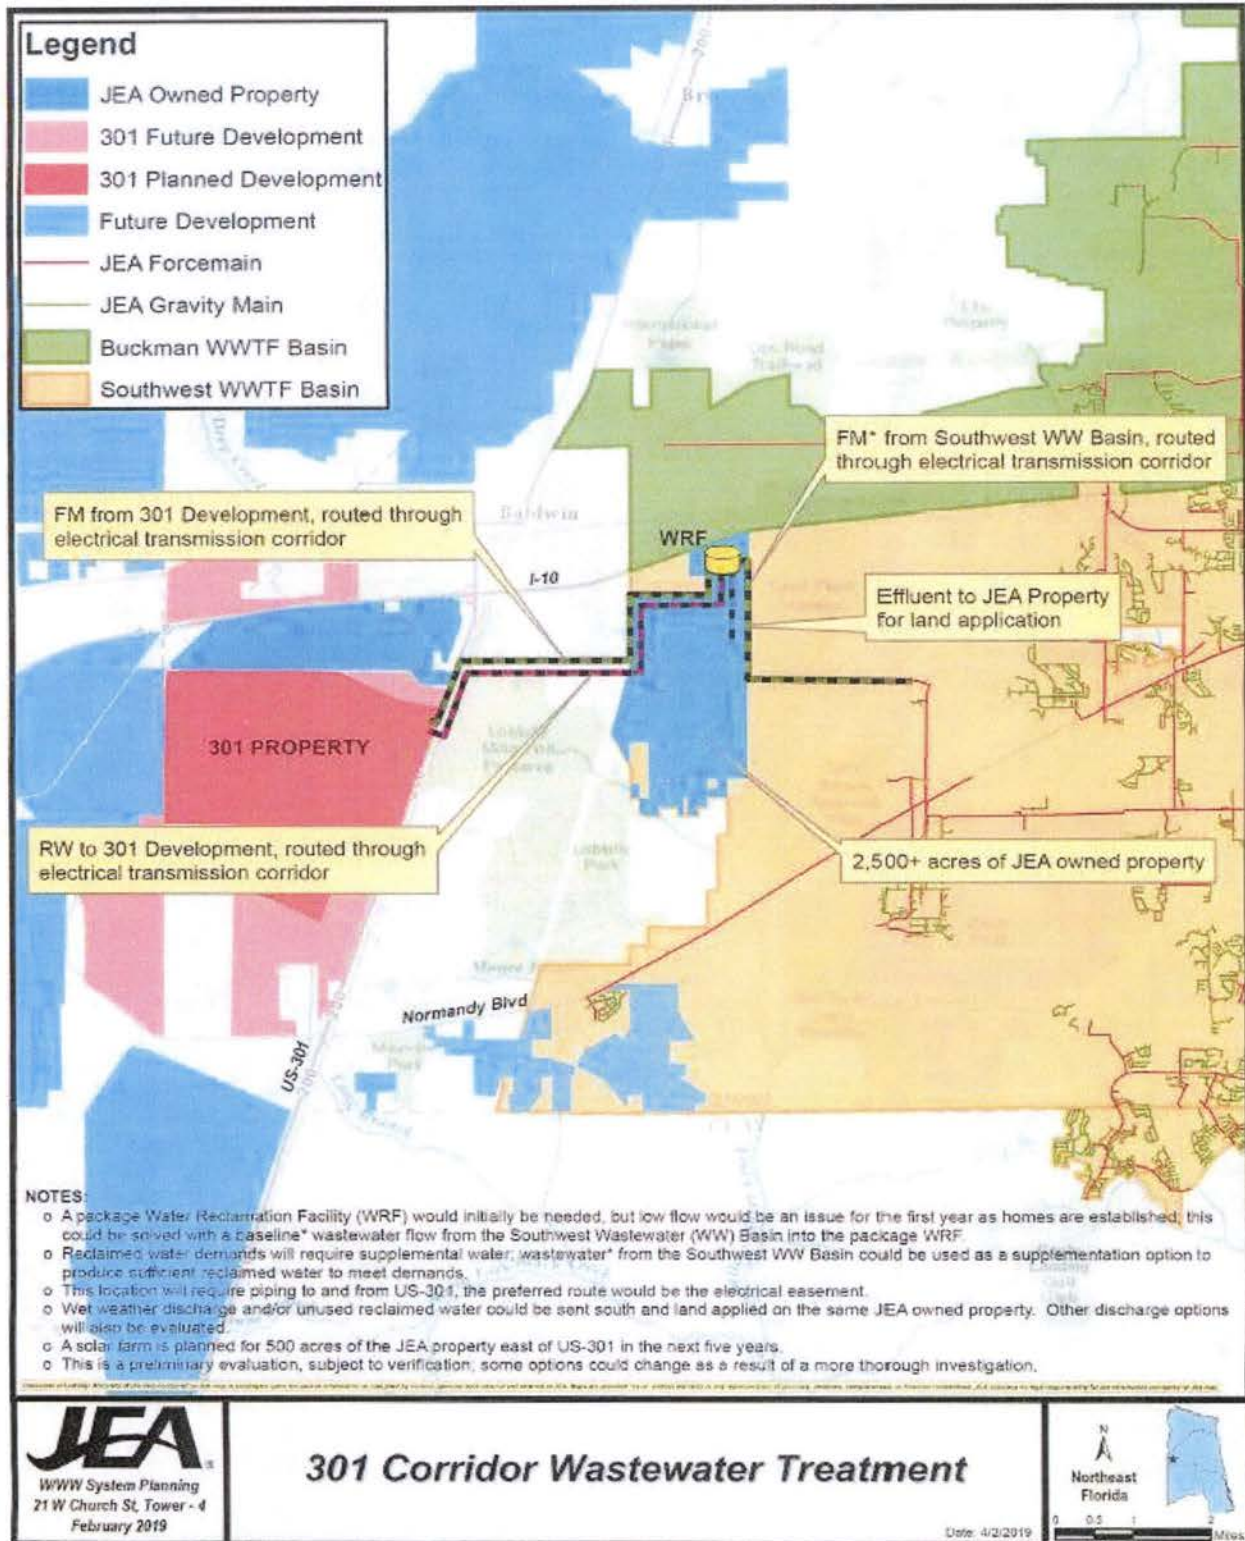 Legend
JEA Owned Property
301 Future Development
301 Planned Development
Future Development
JEA Forcemain
JEA Gravity Main
Buckman WWTF Basin
Southwest WWTF Basin
200
FM* from Southwest WW Basin, routed
through electrical transmission corridor
FM from 301 Development, routed through
electrical transmission corridor
Baldwin
WRF
I-10
Effluent to JEA Property
for land application
301 PROPERTY
RW to 301 Development, routed through
electrical transmission corridor
2,500+ acres of JEA owned property
Park
Normandy Blvd
US-301
200
200
Park
NOTES:
o A package Water Reclamation Facility (WRF) would initially be needed, but low flow would be an issue for the first year as homes are established; this
could be solved with a baseline* wastewater flow from the Southwest Wastewater (WW) Basin into the package WRF.
o Reclaimed water demands will require supplemental water; wastewater* from the Southwest WW Basin could be used as a supplementation option to
produce sufficient reclaimed water to meet demands.
o This location will require piping to and from US-301, the preferred route would be the electrical easement.
o Wet weather discharge and/or unused reclaimed water could be sent south and land applied on the same JEA owned property. Other discharge options
will also be evaluated.
o A solar farm is planned for 500 acres of the JEA property east of US-301 in the next five years.
o This is a preliminary evaluation, subject to verification; some options could change as a result of a more thorough investigation.
JEA®
W/WW System Planning
21 W Church St, Tower - 4
February 2019
301 Corridor Wastewater Treatment
Date: 4/2/2019
N
Northeast
Florida
0 0.5 1 2
Miles